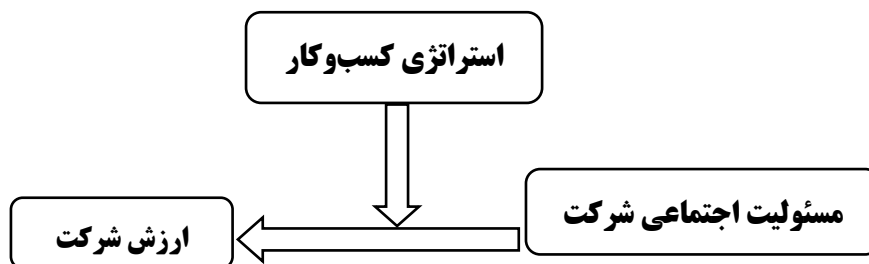 استراتژی کسب‌وکار
مسئولیت اجتماعی شرکت
ارزش شرکت